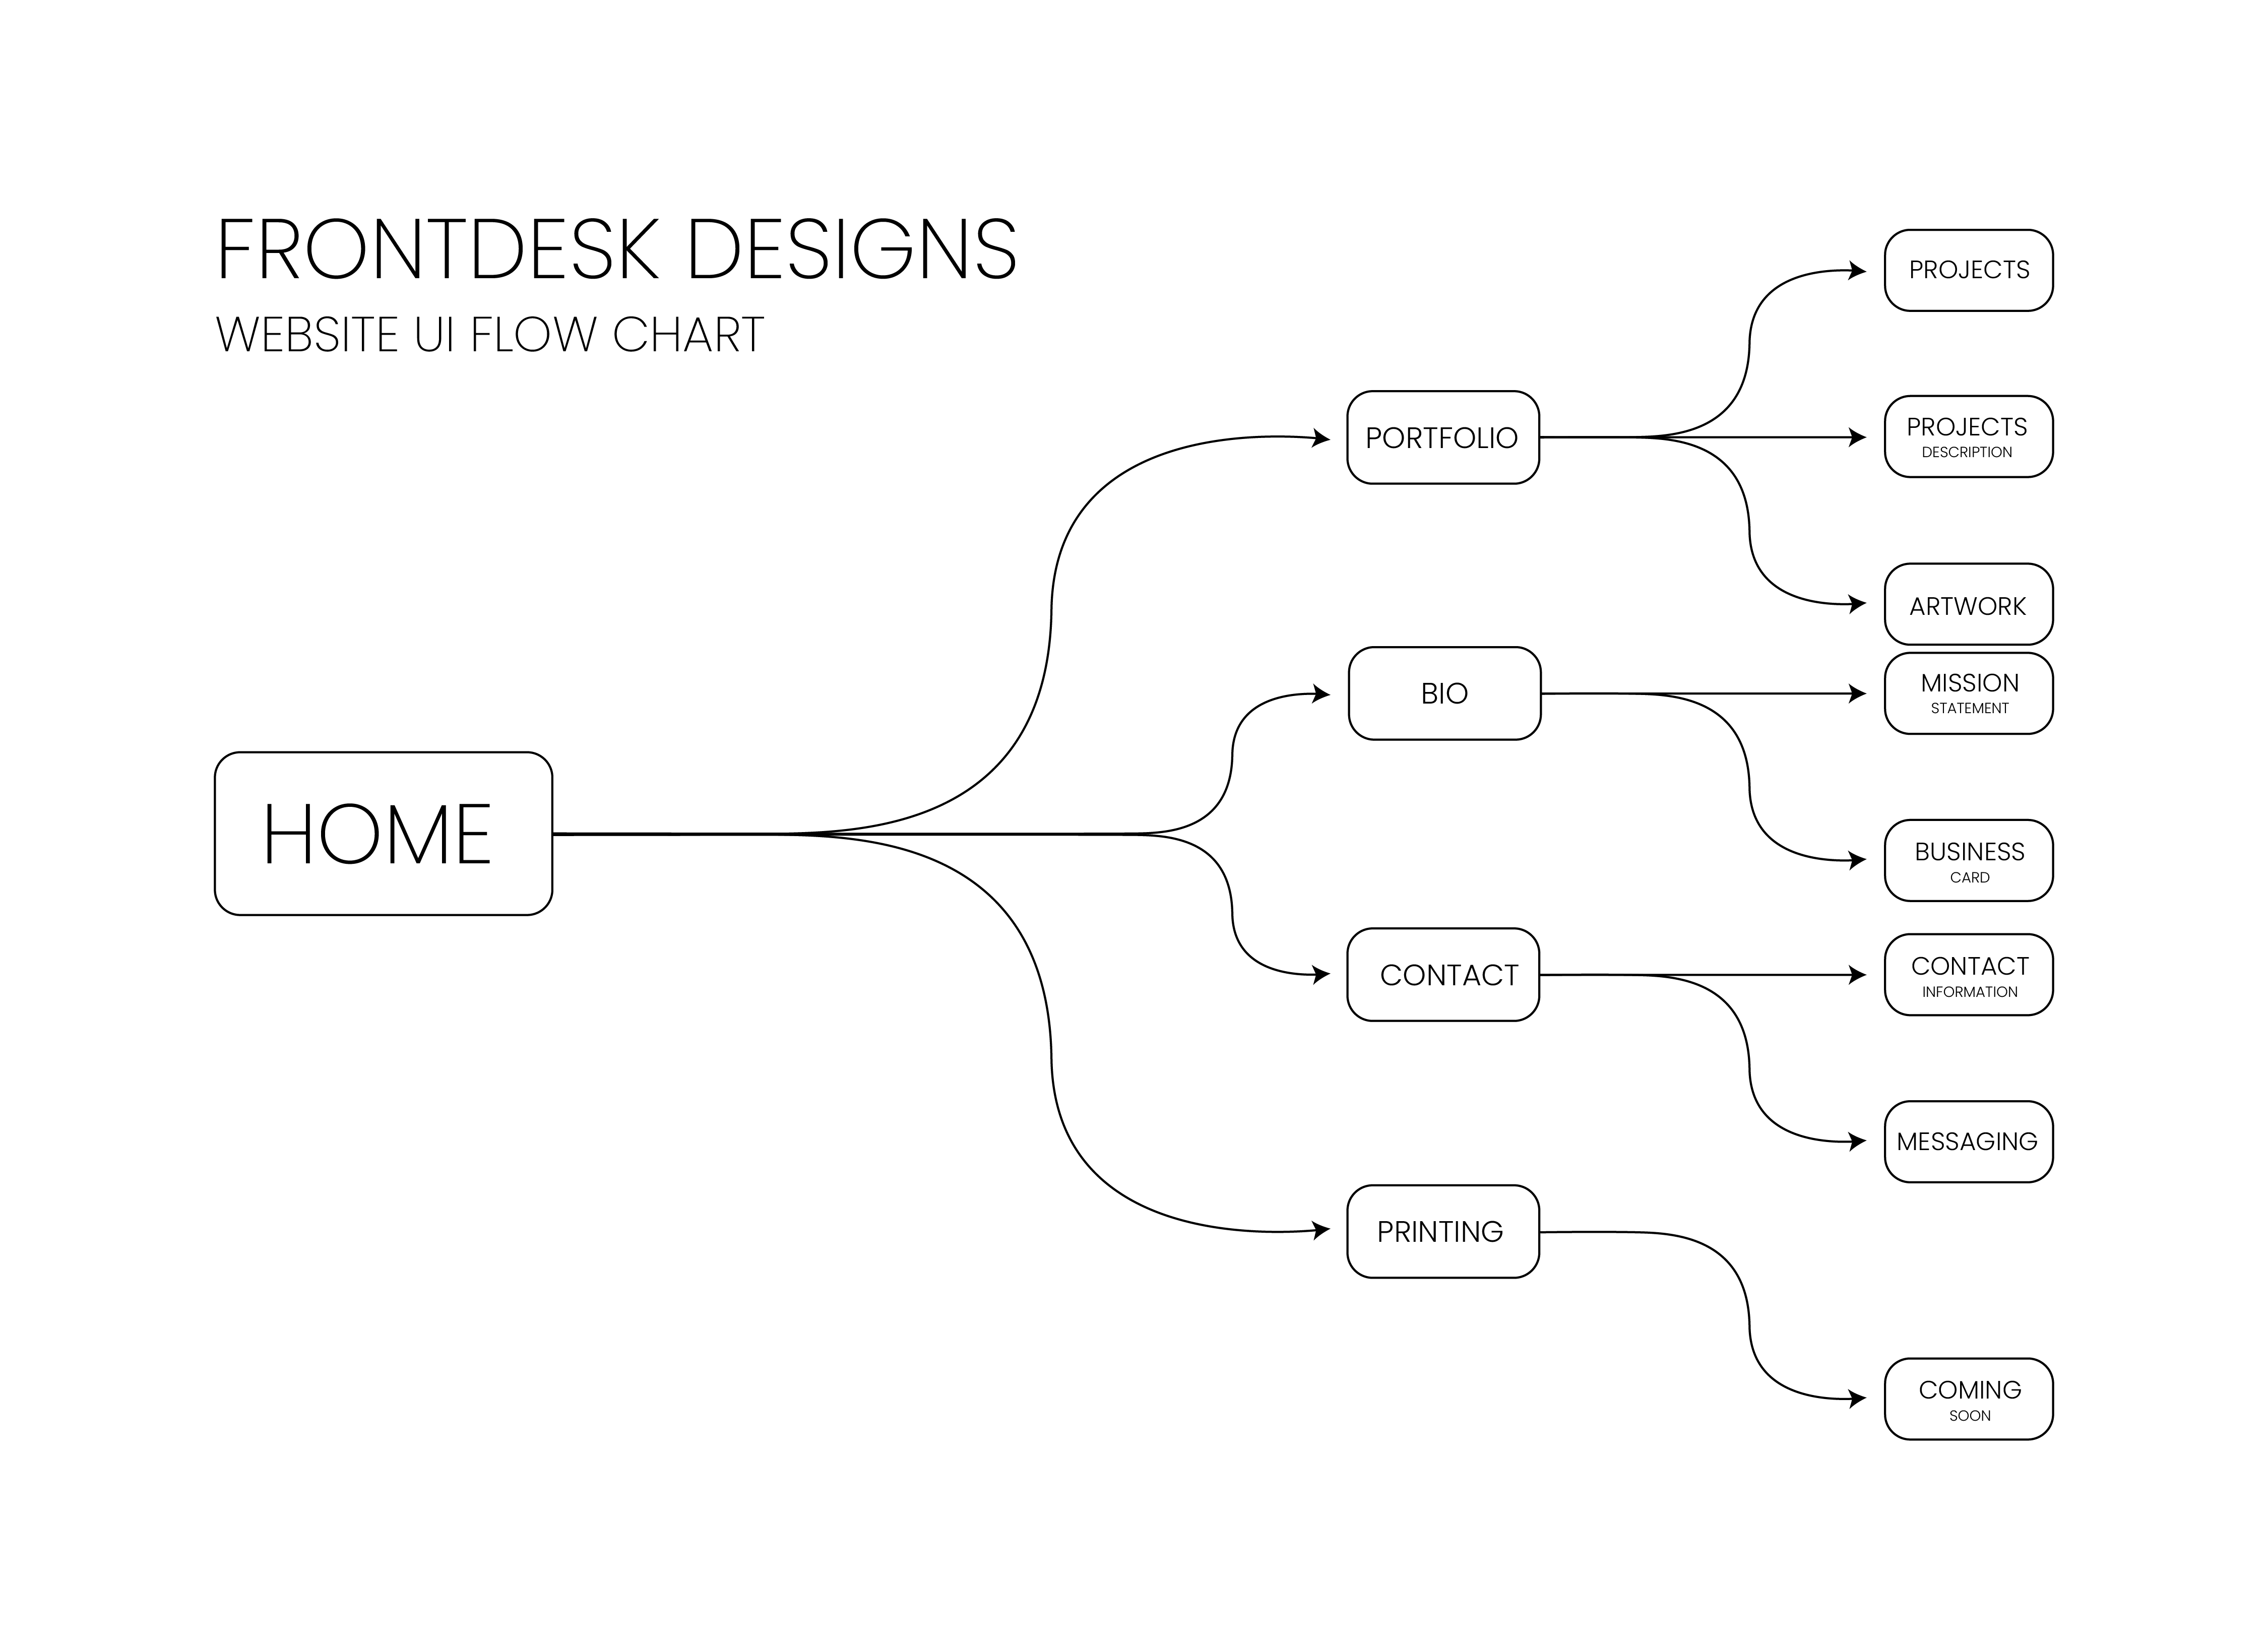 FRONTDESK DESIGNS
WEBSITE UI FLOW CHART
HOME
PORTFOLIO
PROJECTS
PROJECTS
DESCRIPTION
ARTWORK
BIO
MISSION
STATEMENT
BUSINESS
CARD
CONTACT
CONTACT
INFORMATION
MESSAGING
PRINTING
COMING
SOON